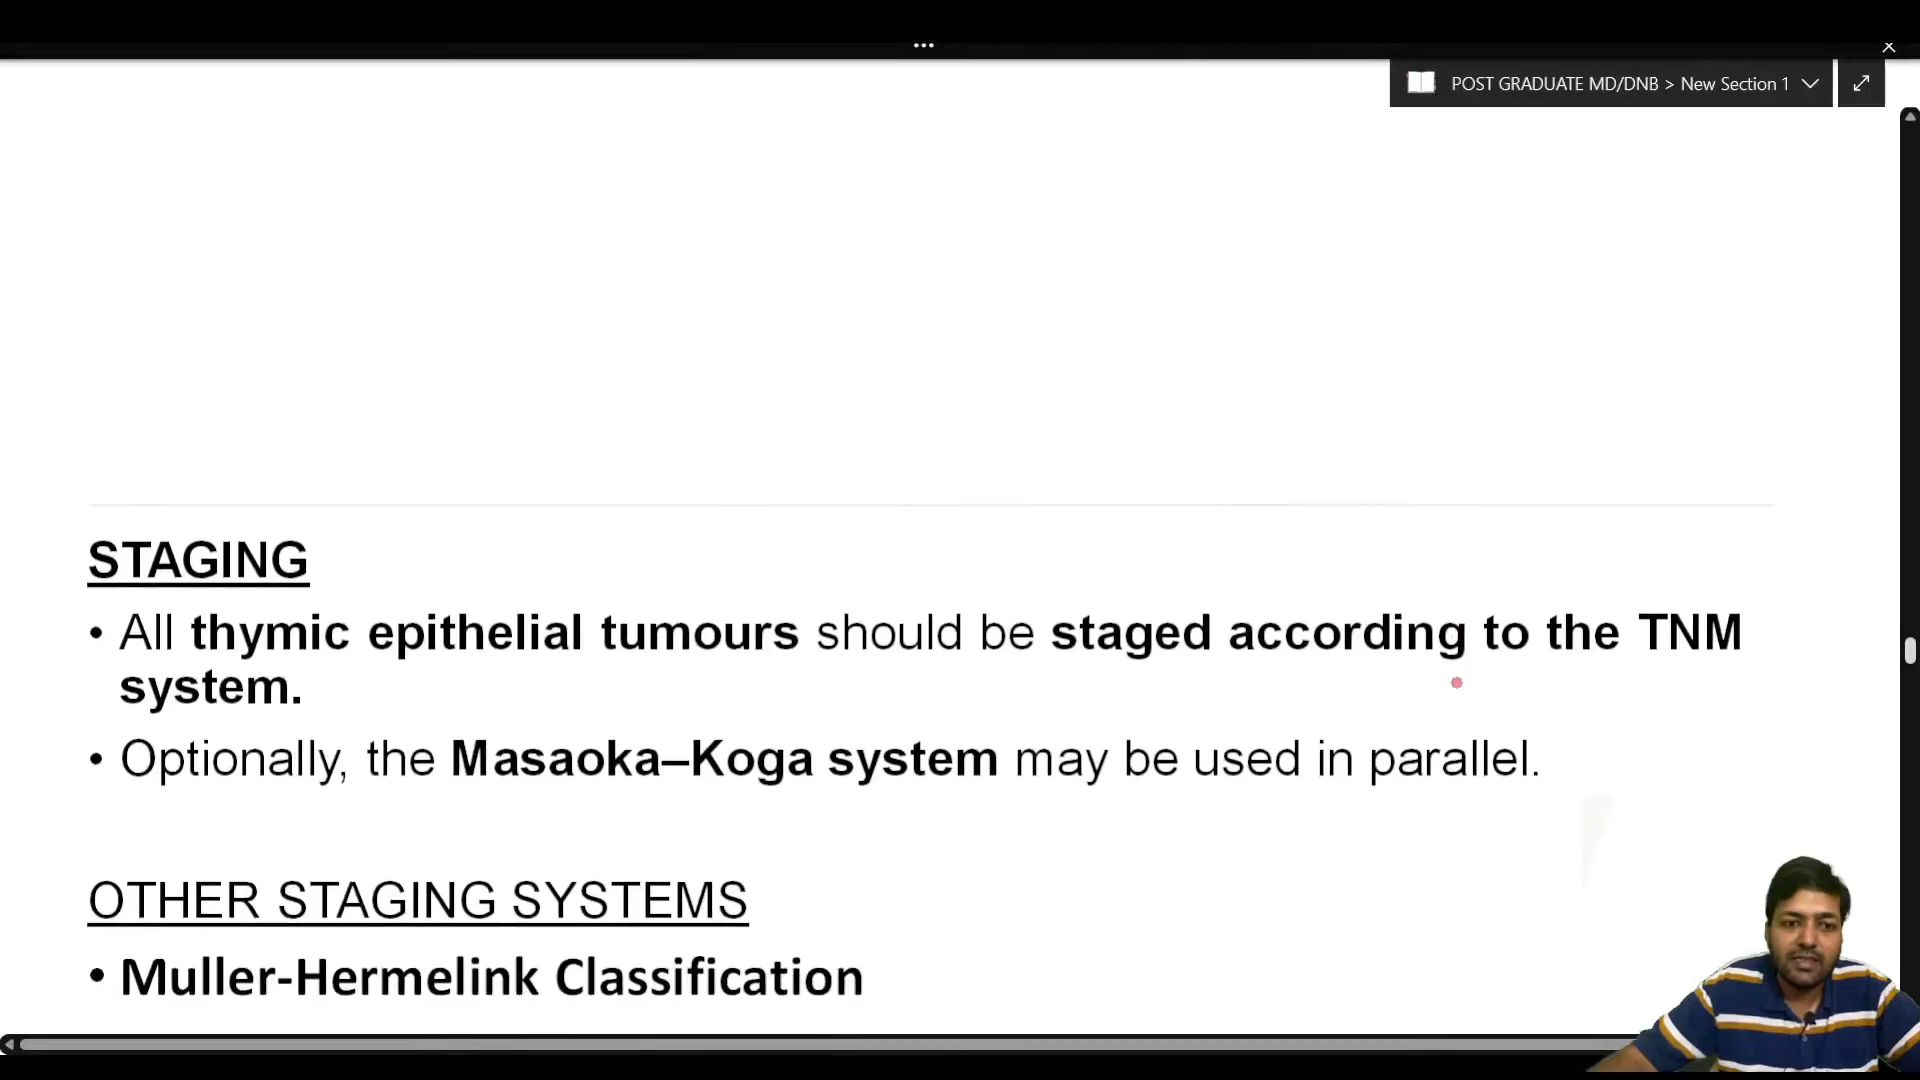 ...
POST GRADUATE MD/DNB > New Section 1
STAGING
• All thymic epithelial tumours should be staged according to the TNM
system.
• Optionally, the Masaoka–Koga system may be used in parallel.
OTHER STAGING SYSTEMS
• Muller-Hermelink Classification